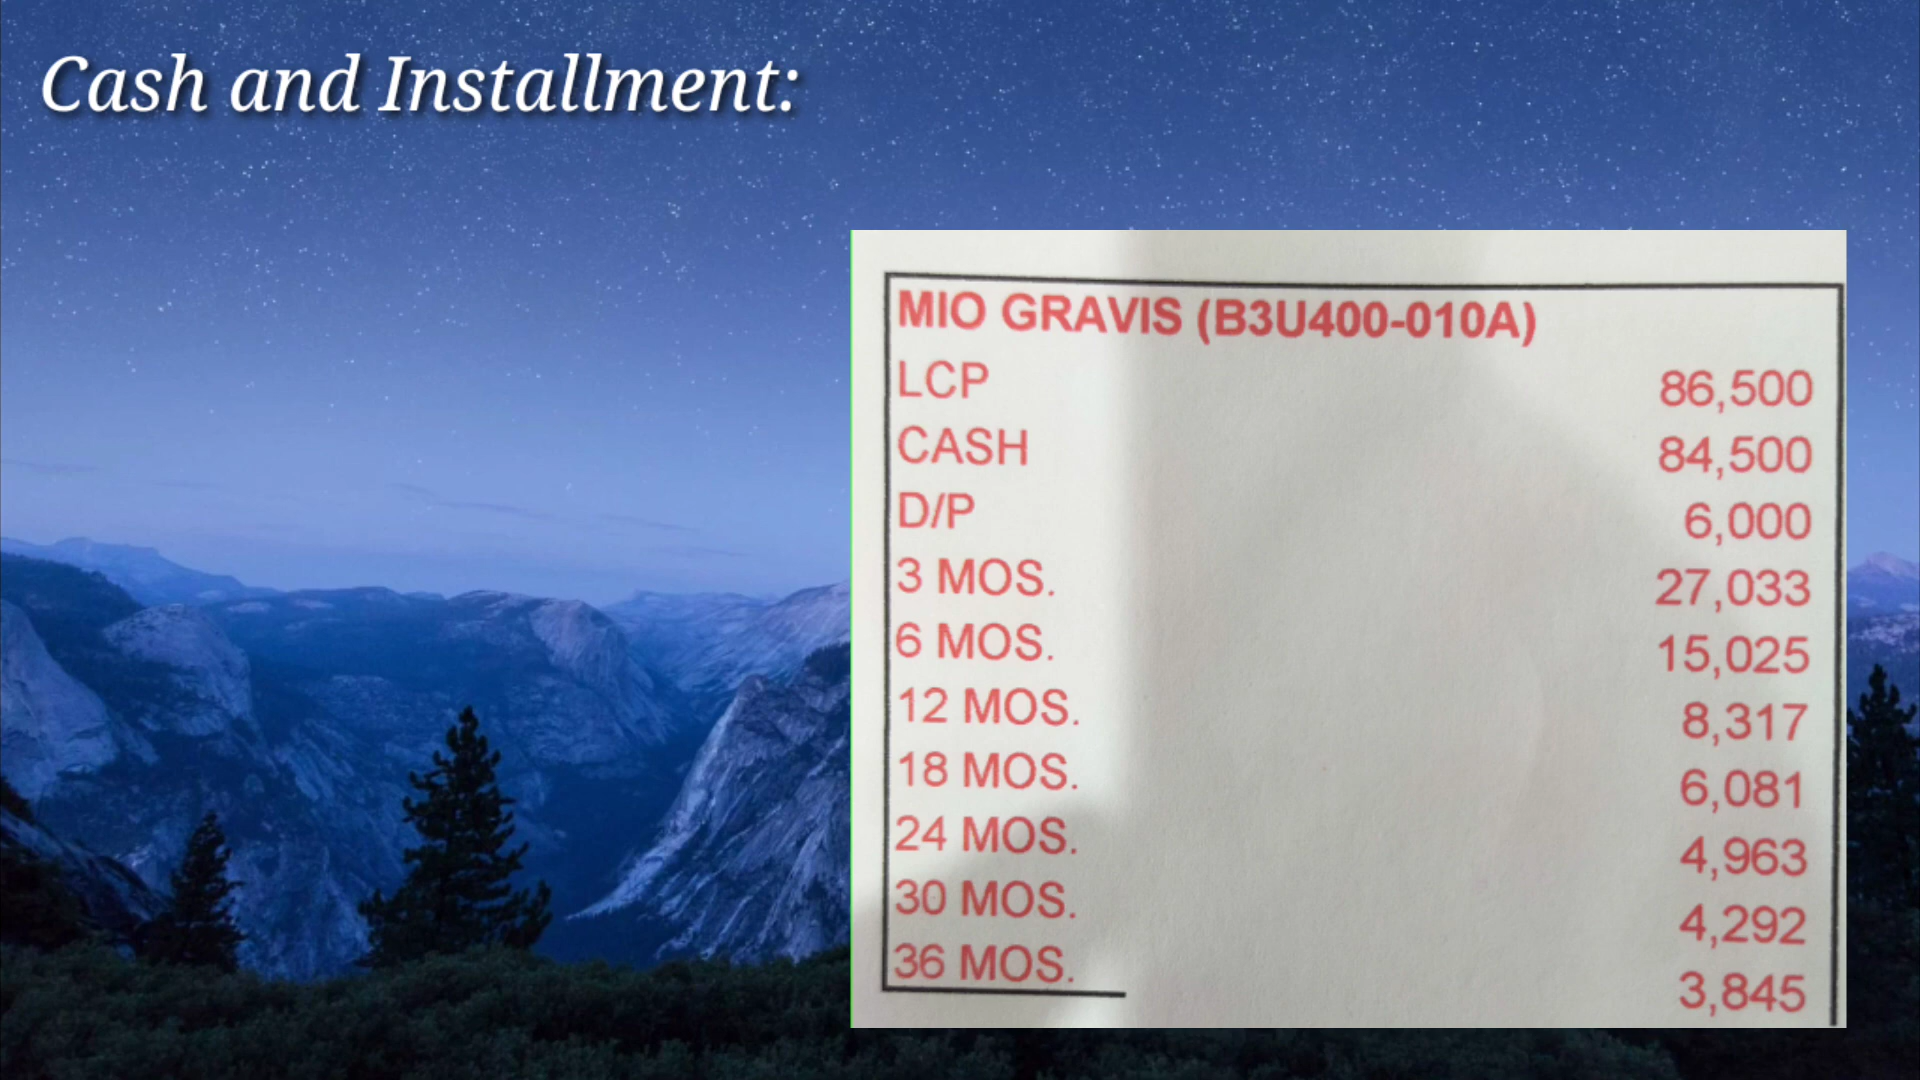 Cash and Installment:
MIO GRAVIS (B3U400-010A)
LCP 86,500
CASH 84,500
D/P 6,000
3 MOS. 27,033
6 MOS. 15,025
12 MOS. 8,317
18 MOS. 6,081
24 MOS. 4,963
30 MOS. 4,292
36 MOS. 3,845